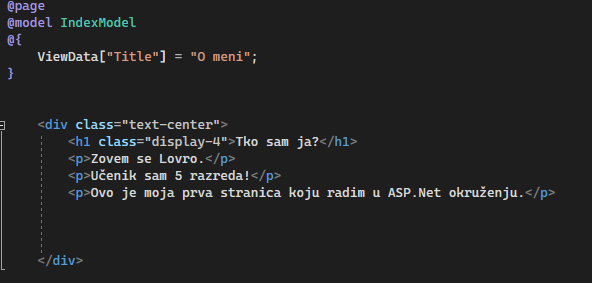 @page
@model IndexModel
@{
    ViewData["Title"] = "O meni";
}
    <div class="text-center">
        <h1 class="display-4">Tko sam ja?</h1>
        <p>Zovem se Lovro.</p>
        <p>Učenik sam 5 razreda!</p>
        <p>Ovo je moja prva stranica koju radim u ASP.Net okruženju.</p>
    </div>